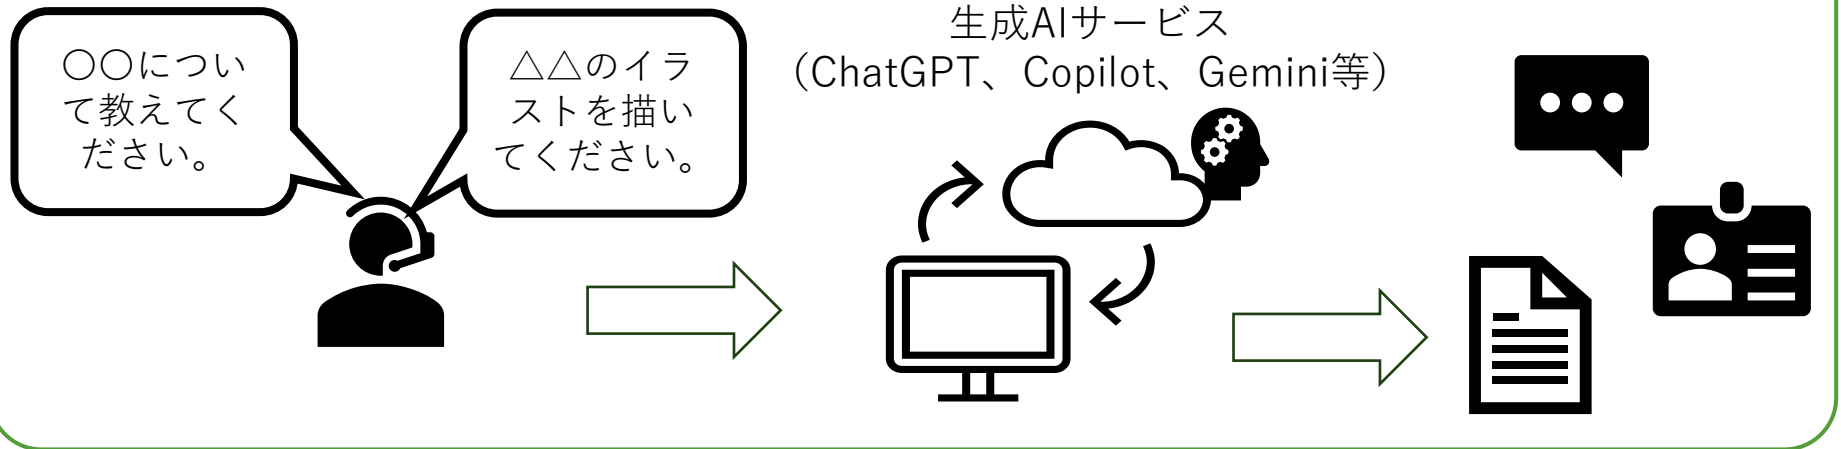 〇〇につい
て教えてく
ださい。
△△のイラ
ストを描い
てください。
生成AIサービス
（ChatGPT、Copilot、Gemini等）